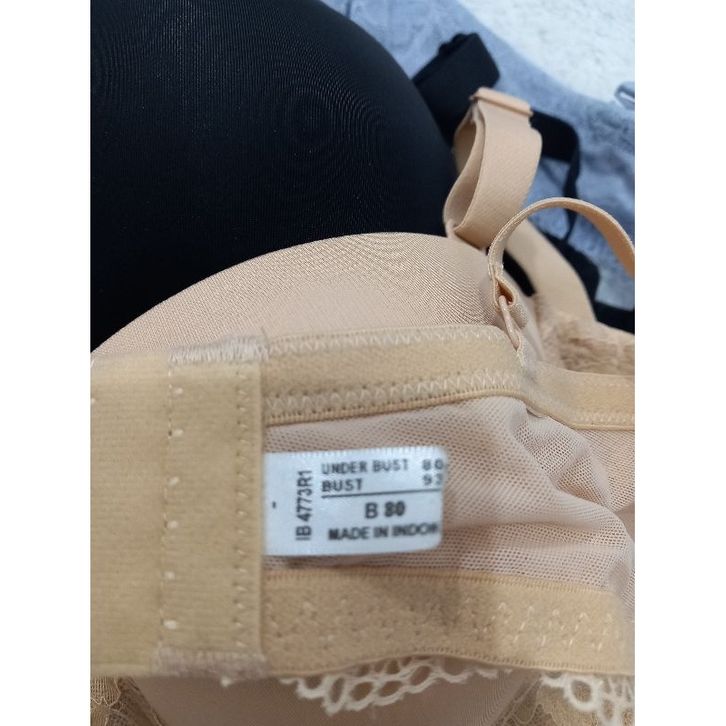 IB 4773R1
UNDER BUST 80
BUST 93
B 80
MADE IN INDON